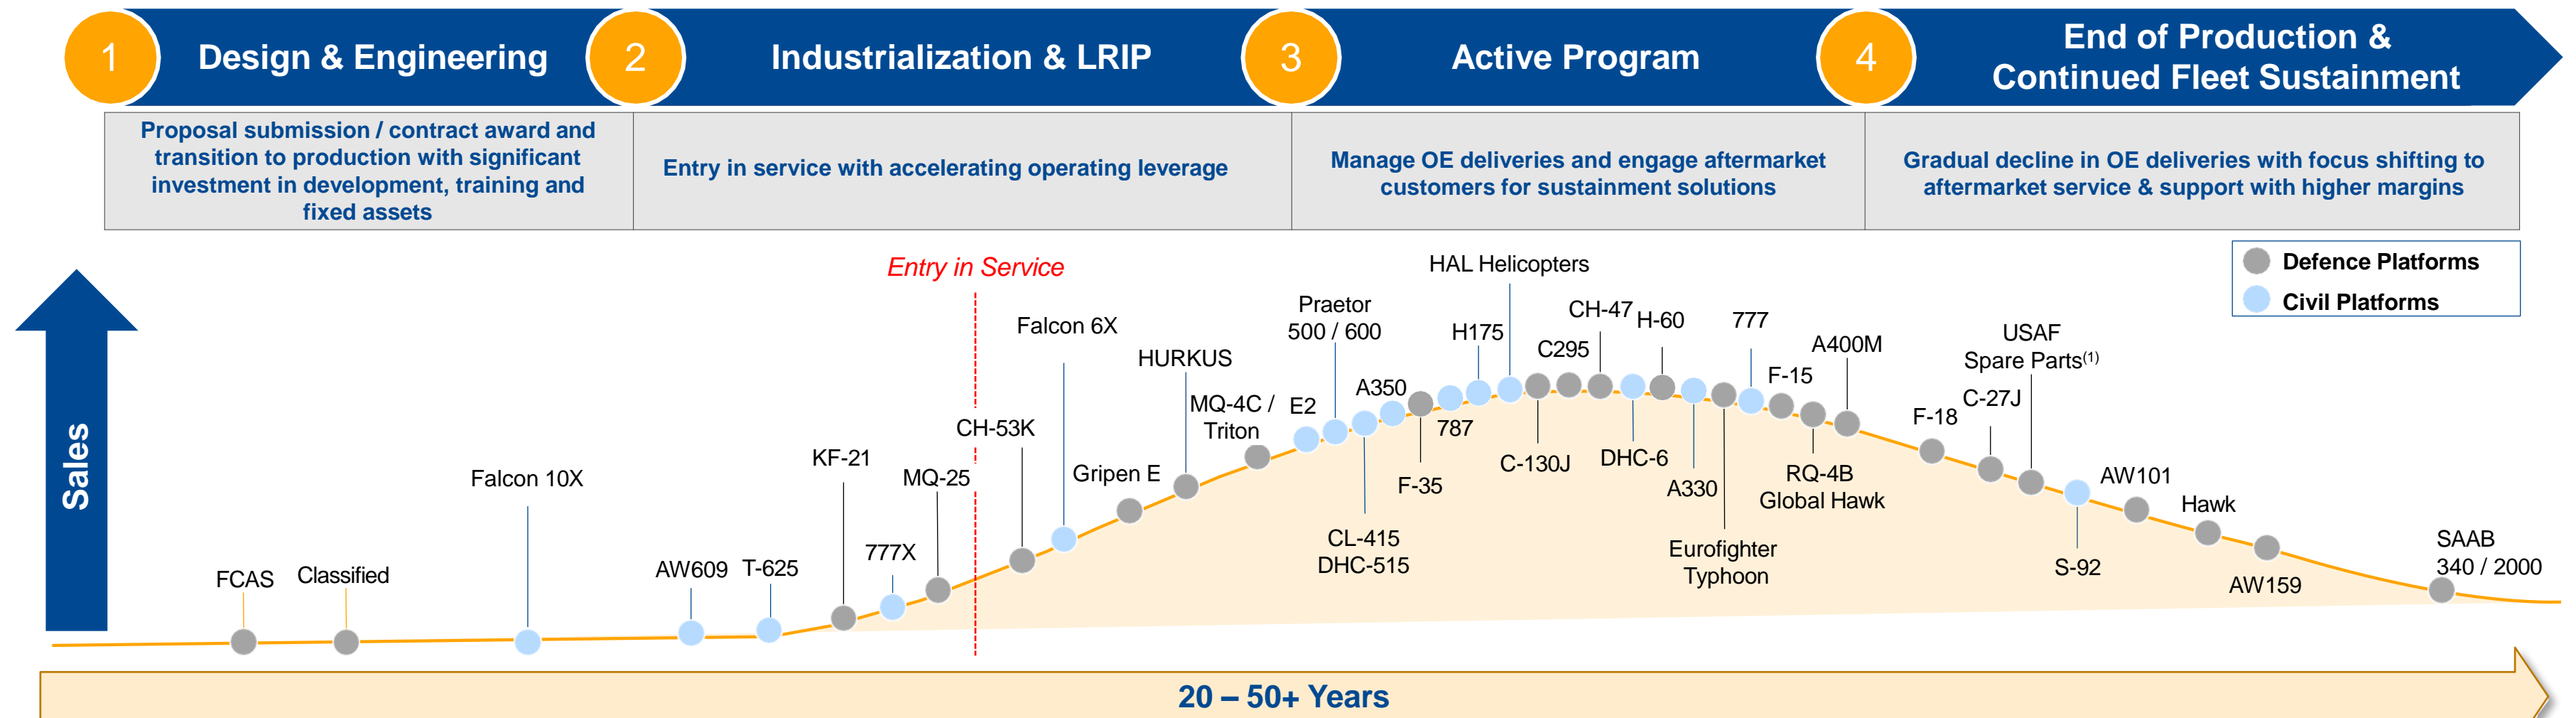 1
Design & Engineering
2
Industrialization & LRIP
3
Active Program
4
End of Production &
Continued Fleet Sustainment
Proposal submission / contract award and
transition to production with significant
investment in development, training and
fixed assets
Entry in service with accelerating operating leverage
Manage OE deliveries and engage aftermarket
customers for sustainment solutions
Gradual decline in OE deliveries with focus shifting to
aftermarket service & support with higher margins
Defence Platforms
Civil Platforms
Sales
Entry in Service
FCAS
Classified
Falcon 10X
AW609
T-625
KF-21
777X
MQ-25
CH-53K
Falcon 6X
Gripen E
HURKUS
MQ-4C /
Triton
E2
Praetor
500 / 600
CL-415
DHC-515
A350
F-35
787
H175
HAL Helicopters
C-130J
C295
CH-47
DHC-6
H-60
A330
Eurofighter
Typhoon
777
F-15
RQ-4B
Global Hawk
A400M
F-18
C-27J
USAF
Spare Parts(1)
S-92
AW101
Hawk
AW159
SAAB
340 / 2000
20 – 50+ Years